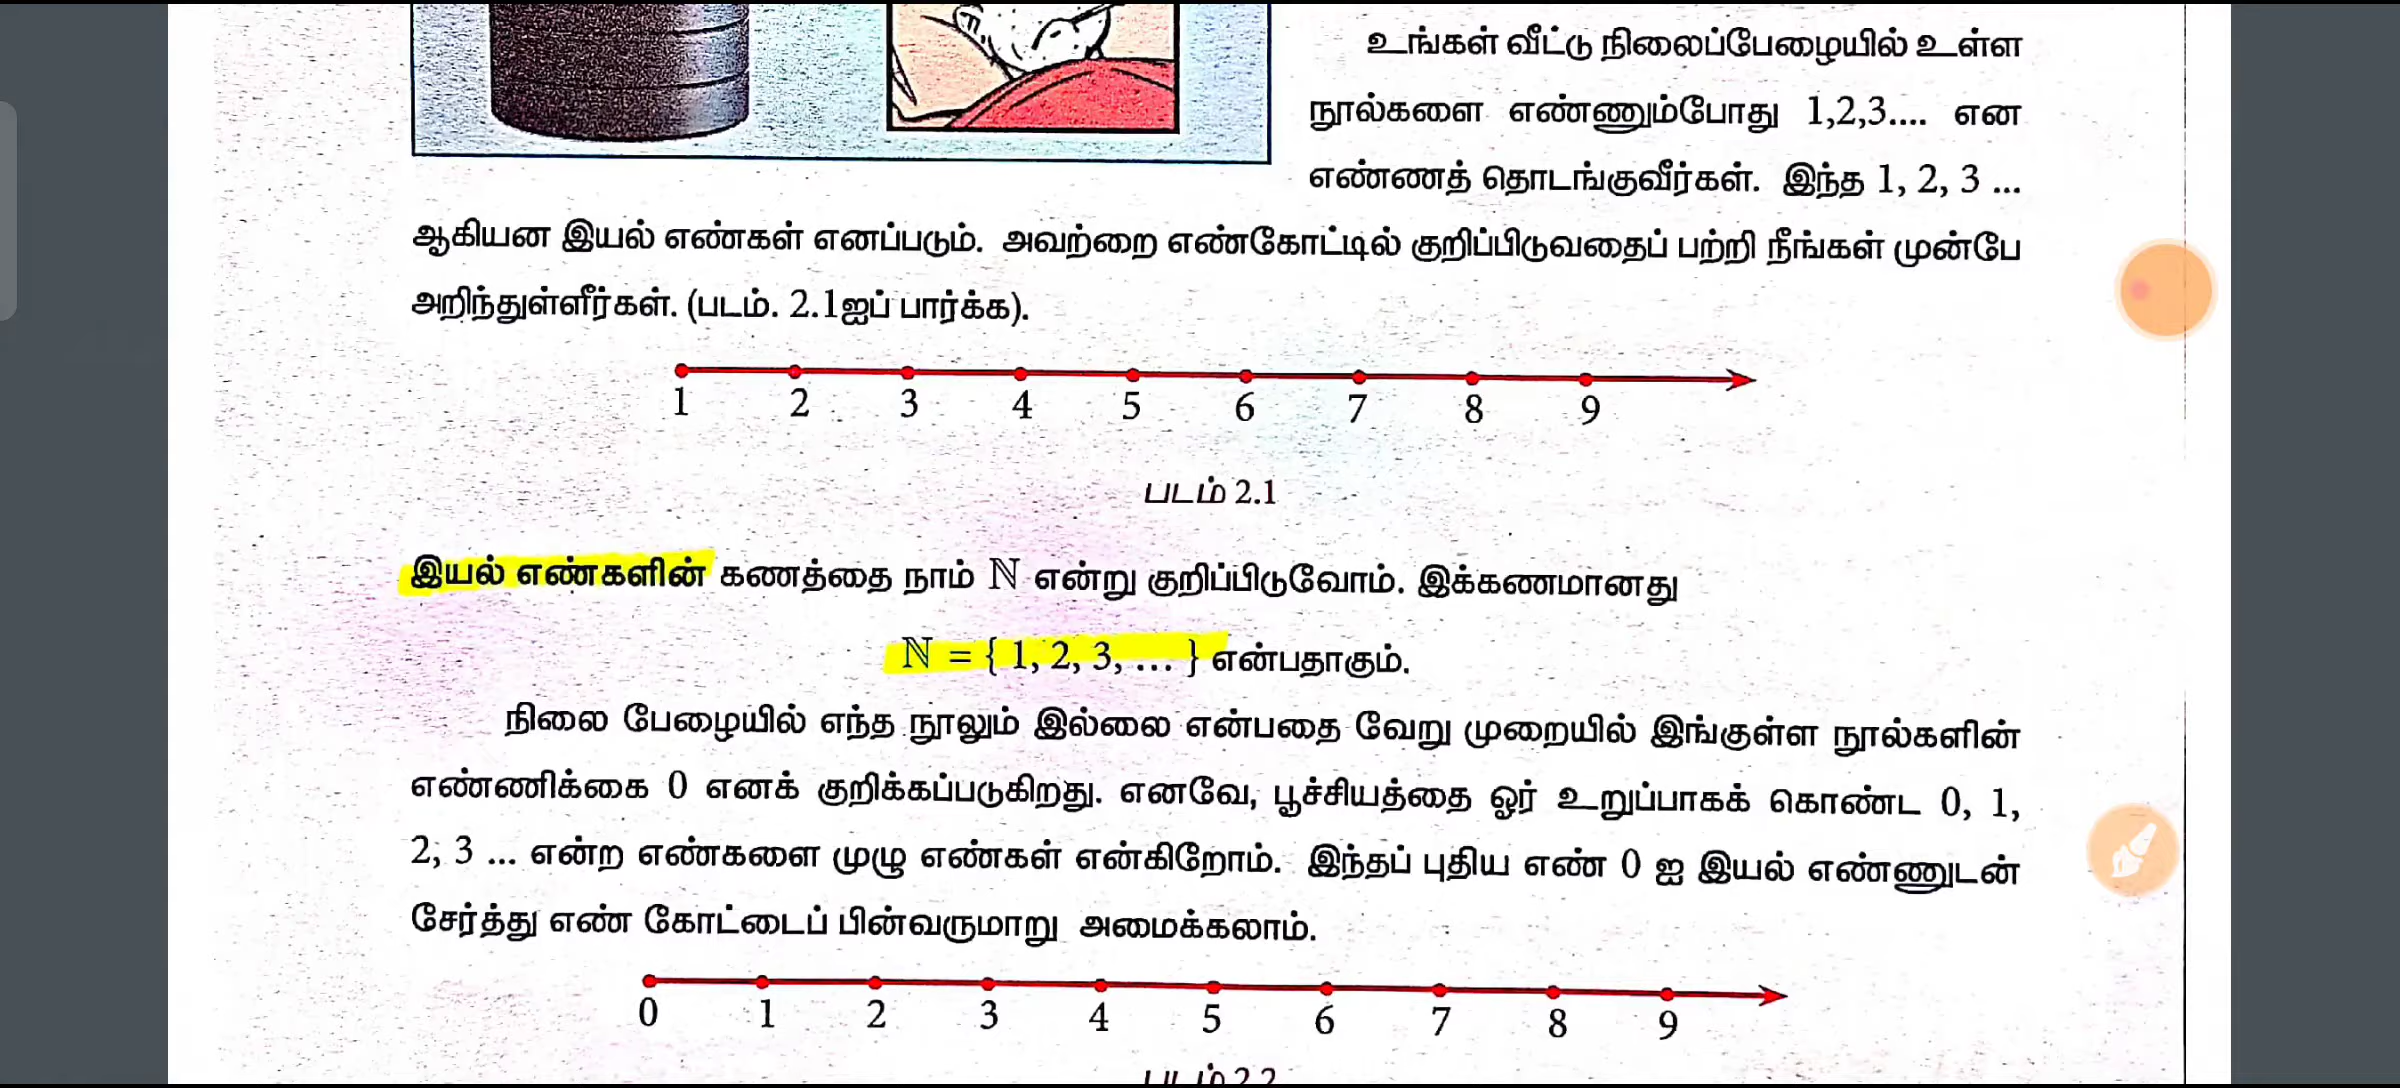 உங்கள் வீட்டு நிலைப்பேழையில் உள்ள
நூல்களை எண்ணும்போது 1,2,3.... என
எண்ணத் தொடங்குவீர்கள். இந்த 1, 2, 3 ...
ஆகியன இயல் எண்கள் எனப்படும். அவற்றை எண்கோட்டில் குறிப்பிடுவதைப் பற்றி நீங்கள் முன்பே
அறிந்துள்ளீர்கள். (படம். 2.1ஐப் பார்க்க).
1 2 3 4 5 6 7 8 9
படம் 2.1
இயல் எண்களின் கணத்தை நாம் ℕ என்று குறிப்பிடுவோம். இக்கணமானது
ℕ = { 1, 2, 3, ... } என்பதாகும்.
நிலை பேழையில் எந்த நூலும் இல்லை என்பதை வேறு முறையில் இங்குள்ள நூல்களின்
எண்ணிக்கை 0 எனக் குறிக்கப்படுகிறது. எனவே, பூச்சியத்தை ஓர் உறுப்பாகக் கொண்ட 0, 1,
2, 3 ... என்ற எண்களை முழு எண்கள் என்கிறோம். இந்தப் புதிய எண் 0 ஐ இயல் எண்ணுடன்
சேர்த்து எண் கோட்டைப் பின்வருமாறு அமைக்கலாம்.
0 1 2 3 4 5 6 7 8 9
படம் 2.2